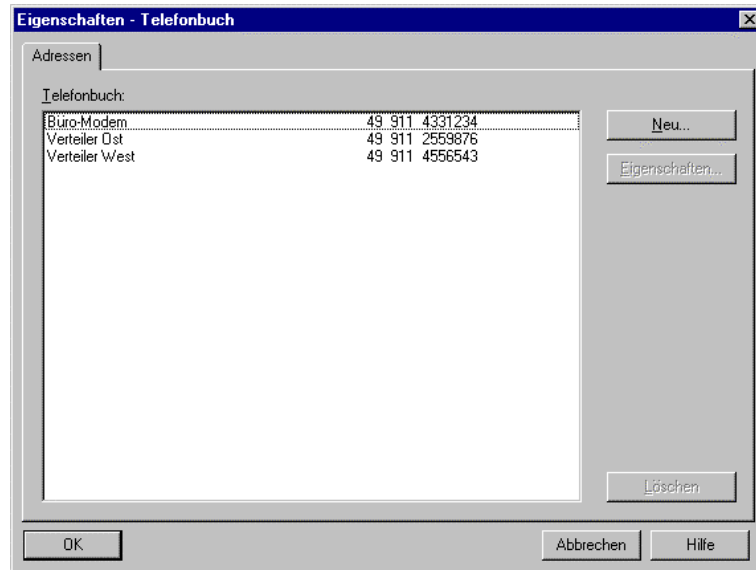 Eigenschaften - Telefonbuch
Adressen
Telefonbuch:
Büro-Modem 49 911 4331234
Verteiler Ost 49 911 2559876
Verteiler West 49 911 4556543
Neu...
Eigenschaften...
Löschen
OK
Abbrechen
Hilfe